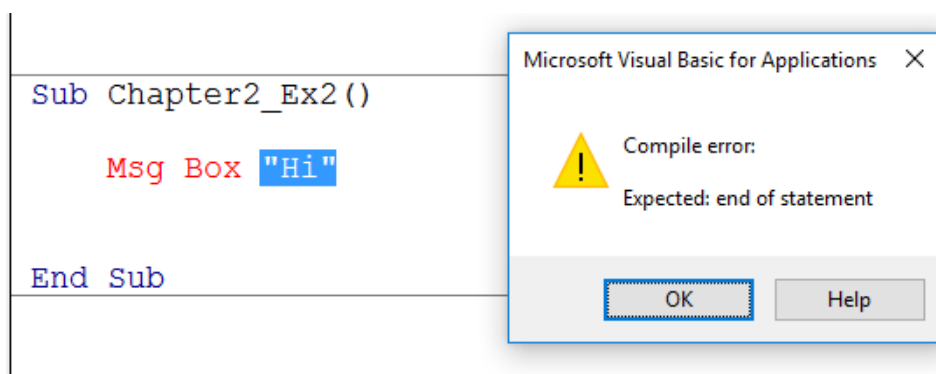 Sub Chapter2_Ex2()
Msg Box "Hi"
End Sub
Microsoft Visual Basic for Applications
Compile error:
Expected: end of statement
OK
Help